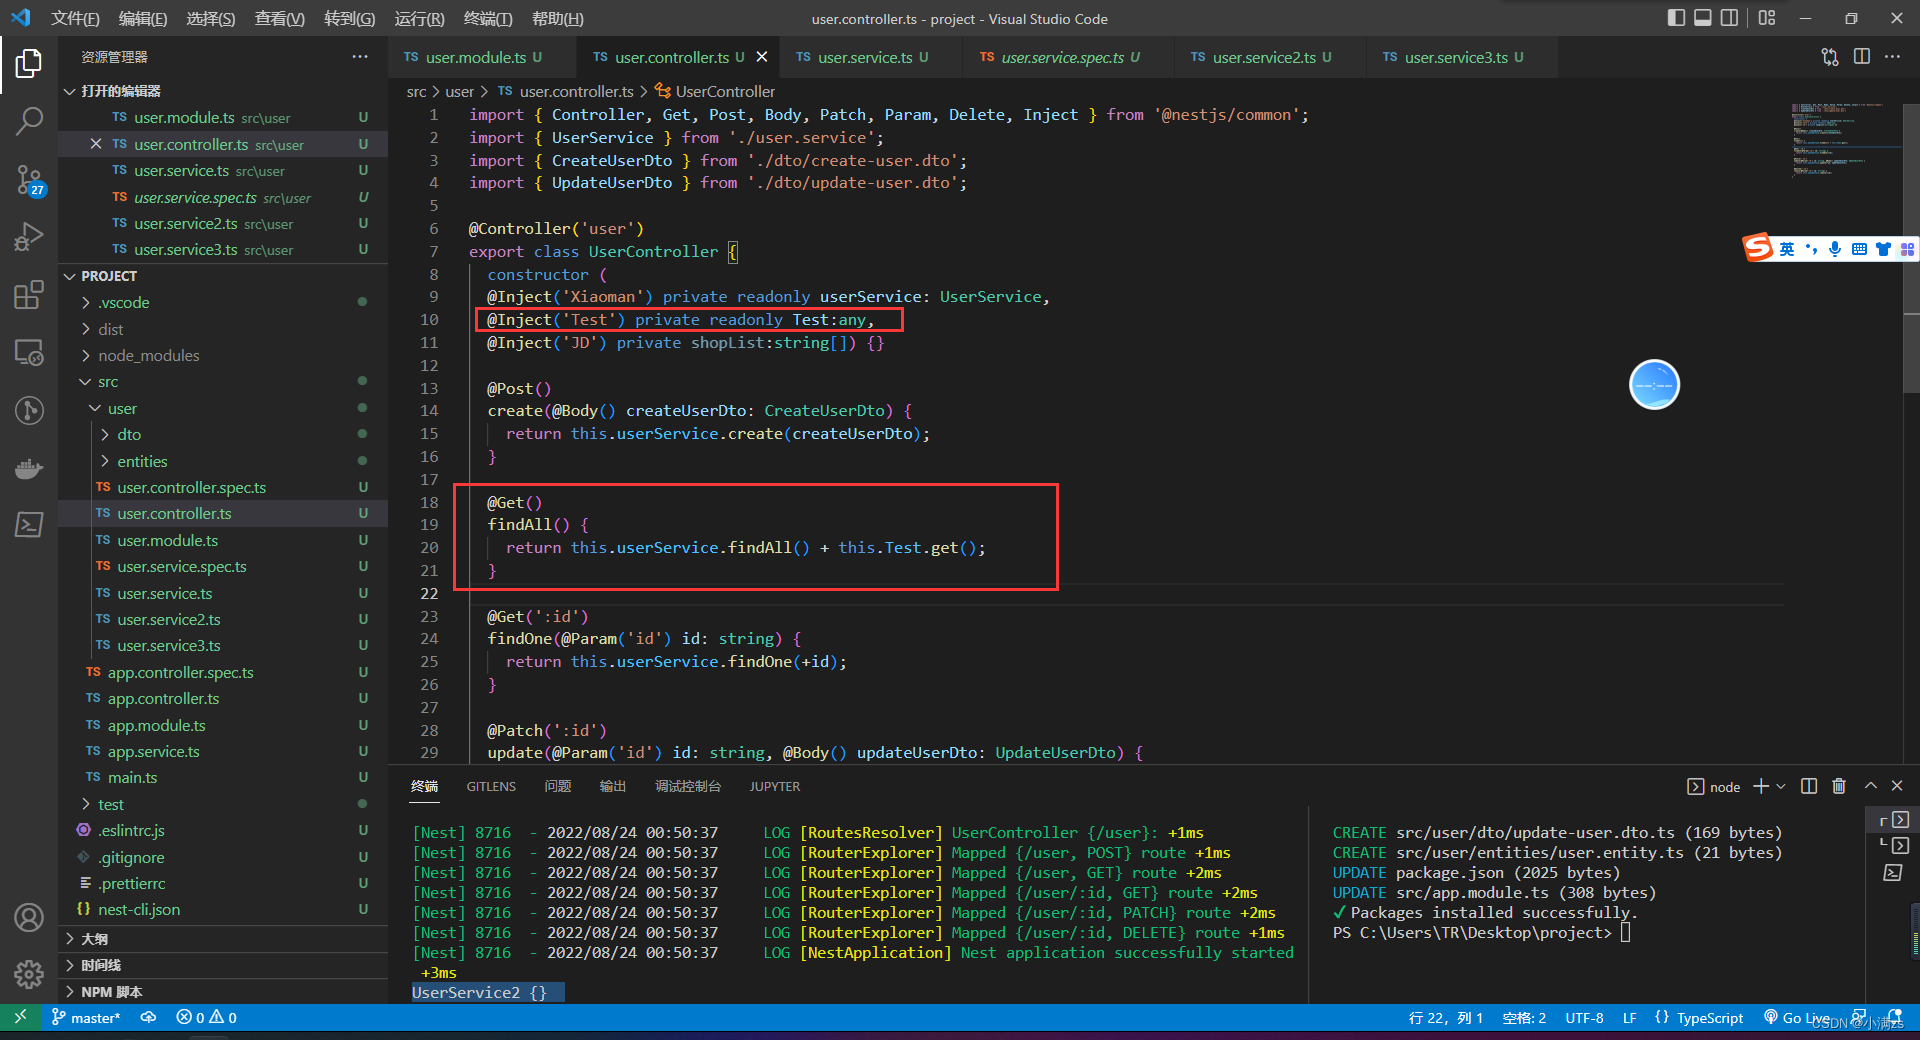 文件(F) 编辑(E) 选择(S) 查看(V) 转到(G) 运行(R) 终端(T) 帮助(H)
user.controller.ts - project - Visual Studio Code
资源管理器
打开的编辑器
TS user.module.ts src\user U
TS user.controller.ts src\user U
TS user.service.ts src\user U
TS user.service.spec.ts src\user U
TS user.service2.ts src\user U
TS user.service3.ts src\user U
PROJECT
.vscode
dist
node_modules
src
user
dto
entities
TS user.controller.spec.ts U
TS user.controller.ts U
TS user.module.ts U
TS user.service.spec.ts U
TS user.service.ts U
TS user.service2.ts U
TS user.service3.ts U
TS app.controller.spec.ts U
TS app.controller.ts U
TS app.module.ts U
TS app.service.ts U
TS main.ts U
test
.eslintrc.js U
.gitignore U
.prettierrc U
{} nest-cli.json U
大纲
时间线
NPM 脚本
27
TS user.module.ts U TS user.controller.ts U TS user.service.ts U TS user.service.spec.ts U TS user.service2.ts U TS user.service3.ts U
src > user > TS user.controller.ts > UserController
1 import { Controller, Get, Post, Body, Patch, Param, Delete, Inject } from '@nestjs/common';
2 import { UserService } from './user.service';
3 import { CreateUserDto } from './dto/create-user.dto';
4 import { UpdateUserDto } from './dto/update-user.dto';
5
6 @Controller('user')
7 export class UserController {
8 constructor (
9 @Inject('Xiaoman') private readonly userService: UserService,
10 @Inject('Test') private readonly Test:any,
11 @Inject('JD') private shopList:string[]) {}
12
13 @Post()
14 create(@Body() createUserDto: CreateUserDto) {
15 return this.userService.create(createUserDto);
16 }
17
18 @Get()
19 findAll() {
20 return this.userService.findAll() + this.Test.get();
21 }
22
23 @Get(':id')
24 findOne(@Param('id') id: string) {
25 return this.userService.findOne(+id);
26 }
27
28 @Patch(':id')
29 update(@Param('id') id: string, @Body() updateUserDto: UpdateUserDto) {
S 英
终端 GITLENS 问题 输出 调试控制台 JUPYTER
node
[Nest] 8716 - 2022/08/24 00:50:37 LOG [RoutesResolver] UserController {/user}: +1ms
[Nest] 8716 - 2022/08/24 00:50:37 LOG [RouterExplorer] Mapped {/user, POST} route +1ms
[Nest] 8716 - 2022/08/24 00:50:37 LOG [RouterExplorer] Mapped {/user, GET} route +2ms
[Nest] 8716 - 2022/08/24 00:50:37 LOG [RouterExplorer] Mapped {/user/:id, GET} route +2ms
[Nest] 8716 - 2022/08/24 00:50:37 LOG [RouterExplorer] Mapped {/user/:id, PATCH} route +2ms
[Nest] 8716 - 2022/08/24 00:50:37 LOG [RouterExplorer] Mapped {/user/:id, DELETE} route +1ms
[Nest] 8716 - 2022/08/24 00:50:37 LOG [NestApplication] Nest application successfully started
+3ms
UserService2 {}
CREATE src/user/dto/update-user.dto.ts (169 bytes)
CREATE src/user/entities/user.entity.ts (21 bytes)
UPDATE package.json (2025 bytes)
UPDATE src/app.module.ts (308 bytes)
✓ Packages installed successfully.
PS C:\Users\TR\Desktop\project>
master* 0 0
行 22，列 1 空格: 2 UTF-8 LF {} TypeScript Go Live
CSDN @小满zs